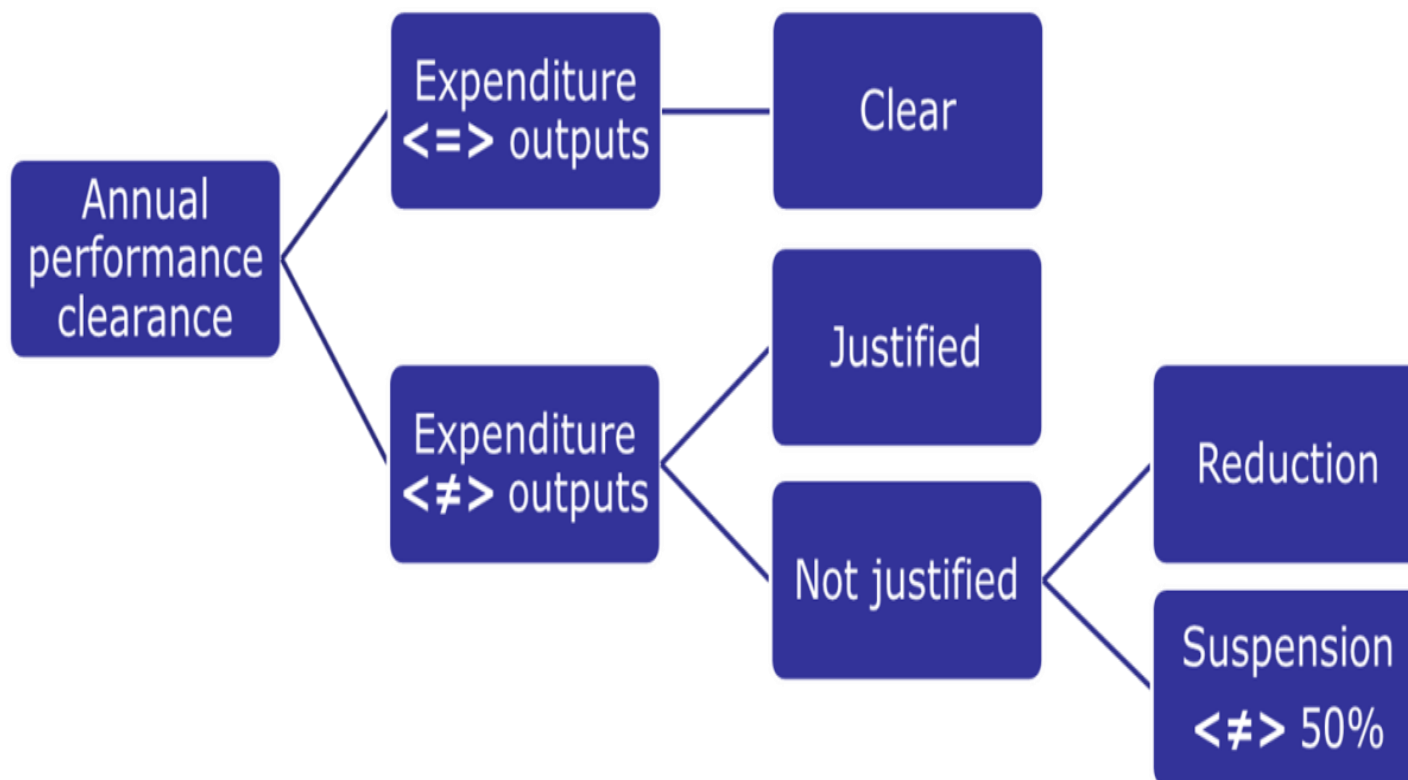 Annual
performance
clearance
Expenditure
<=> outputs
Clear
Expenditure
<≠> outputs
Justified
Not justified
Reduction
Suspension
<≠> 50%